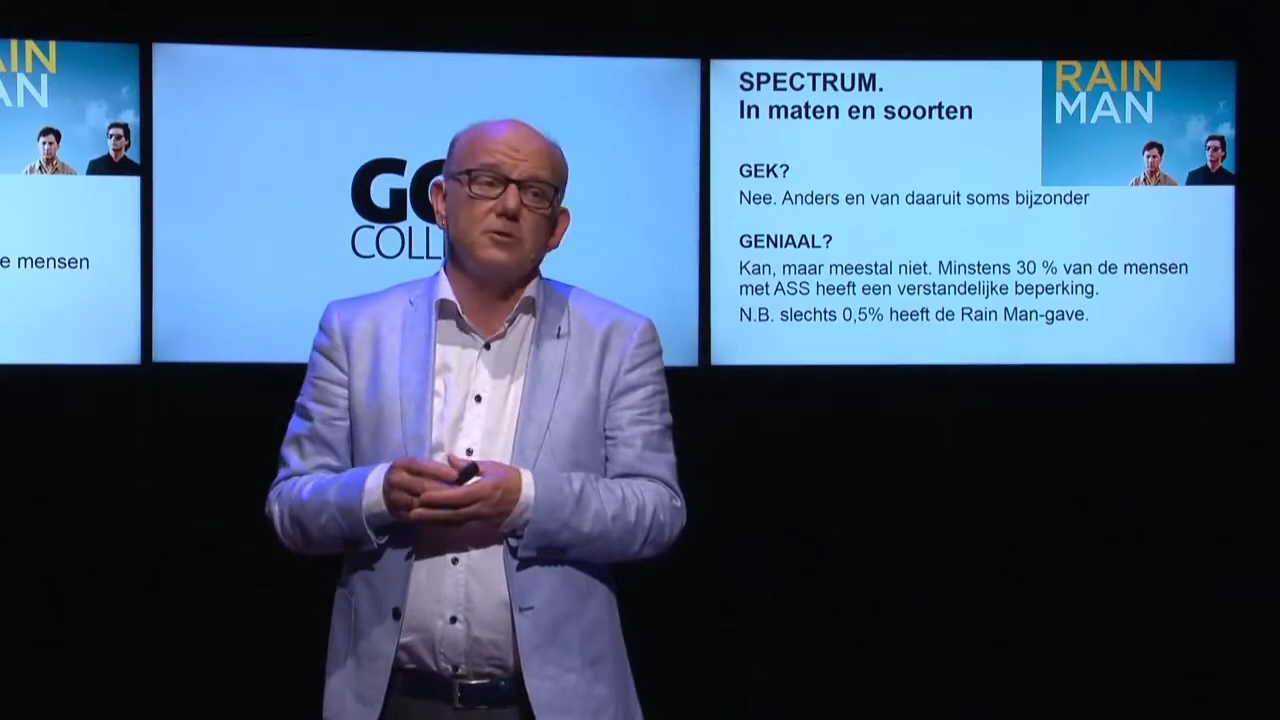 AIN
AN
e mensen
GO
COLL
SPECTRUM.
In maten en soorten
RAIN
MAN
GEK?
Nee. Anders en van daaruit soms bijzonder
GENIAAL?
Kan, maar meestal niet. Minstens 30 % van de mensen
met ASS heeft een verstandelijke beperking.
N.B. slechts 0,5% heeft de Rain Man-gave.